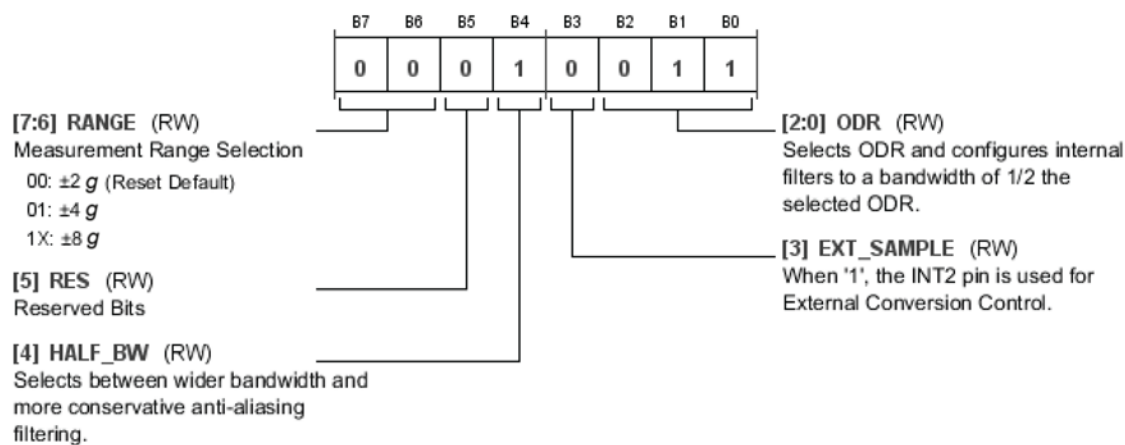 B7 B6 B5 B4 B3 B2 B1 B0
0 0 0 1 0 0 1 1
[7:6] RANGE (RW)
Measurement Range Selection
00: ±2 g (Reset Default)
01: ±4 g
1X: ±8 g
[5] RES (RW)
Reserved Bits
[4] HALF_BW (RW)
Selects between wider bandwidth and
more conservative anti-aliasing
filtering.
[2:0] ODR (RW)
Selects ODR and configures internal
filters to a bandwidth of 1/2 the
selected ODR.
[3] EXT_SAMPLE (RW)
When '1', the INT2 pin is used for
External Conversion Control.